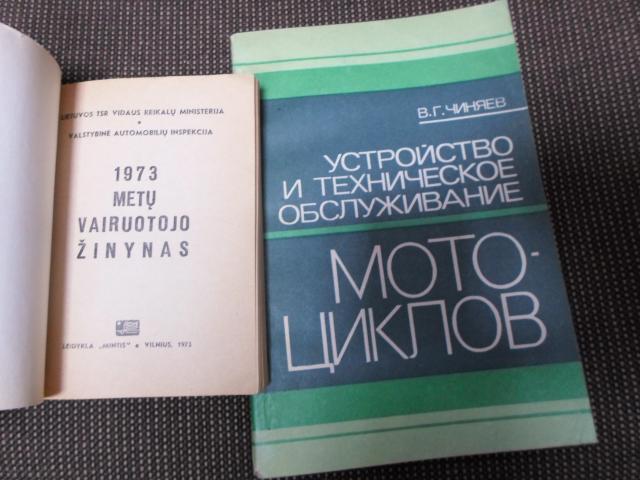 LIETUVOS TSR VIDAUS REIKALŲ MINISTERIJA
VALSTYBINĖ AUTOMOBILIŲ INSPEKCIJA
1973
METŲ
VAIRUOTOJO
ŽINYNAS
LEIDYKLA „MINTIS" • VILNIUS, 1973
В.Г. ЧИНЯЕВ
УСТРОЙСТВО
И ТЕХНИЧЕСКОЕ
ОБСЛУЖИВАНИЕ
МОТО-
ЦИКЛОВ